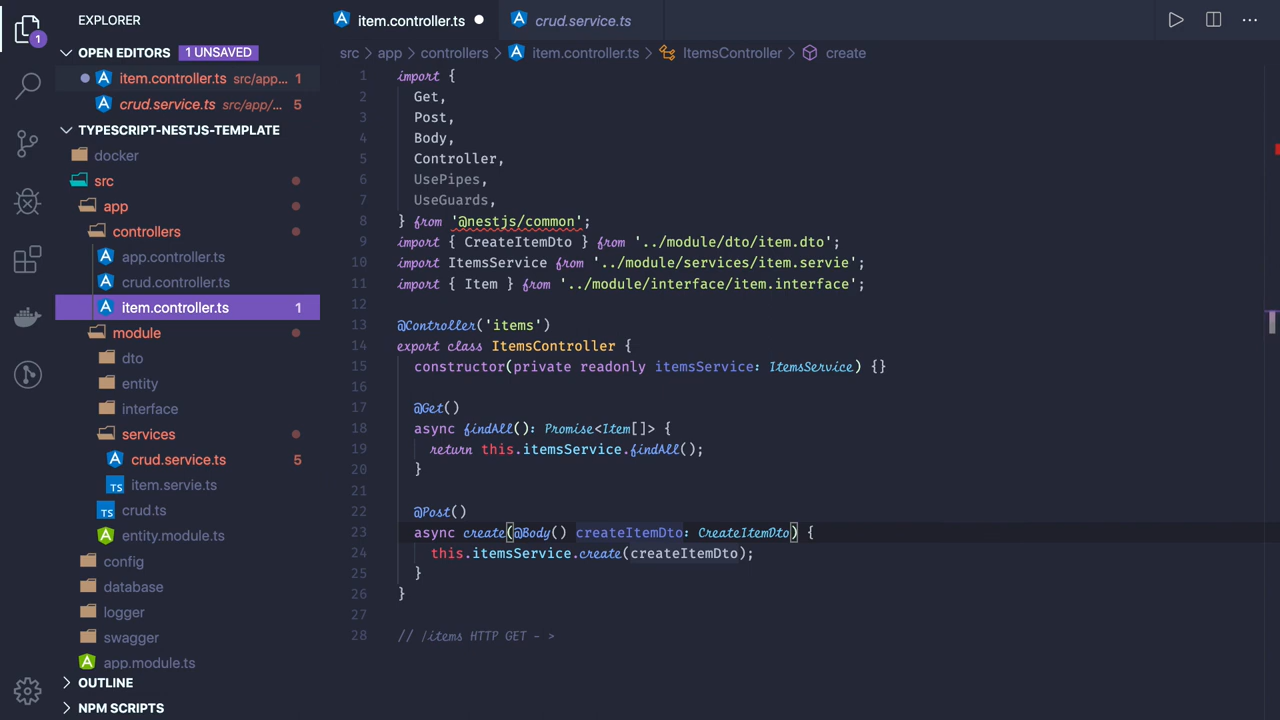 EXPLORER
OPEN EDITORS 1 UNSAVED
item.controller.ts src/app... 1
crud.service.ts src/app/... 5
TYPESCRIPT-NESTJS-TEMPLATE
docker
src
app
controllers
app.controller.ts
crud.controller.ts
item.controller.ts 1
module
dto
entity
interface
services
crud.service.ts 5
TS item.servie.ts
TS crud.ts
entity.module.ts
config
database
logger
swagger
app.module.ts
OUTLINE
NPM SCRIPTS
1
item.controller.ts
crud.service.ts
src > app > controllers > item.controller.ts > ItemsController > create
1 import {
2 Get,
3 Post,
4 Body,
5 Controller,
6 UsePipes,
7 UseGuards,
8 } from '@nestjs/common';
9 import { CreateItemDto } from '../module/dto/item.dto';
10 import ItemsService from '../module/services/item.servie';
11 import { Item } from '../module/interface/item.interface';
12
13 @Controller('items')
14 export class ItemsController {
15 constructor(private readonly itemsService: ItemsService) {}
16
17 @Get()
18 async findAll(): Promise<Item[]> {
19 return this.itemsService.findAll();
20 }
21
22 @Post()
23 async create(@Body() createItemDto: CreateItemDto) {
24 this.itemsService.create(createItemDto);
25 }
26 }
27
28 // /items HTTP GET - >